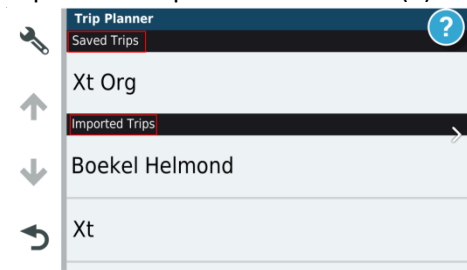 Trip Planner
?
Saved Trips
Xt Org
Imported Trips
Boekel Helmond
Xt